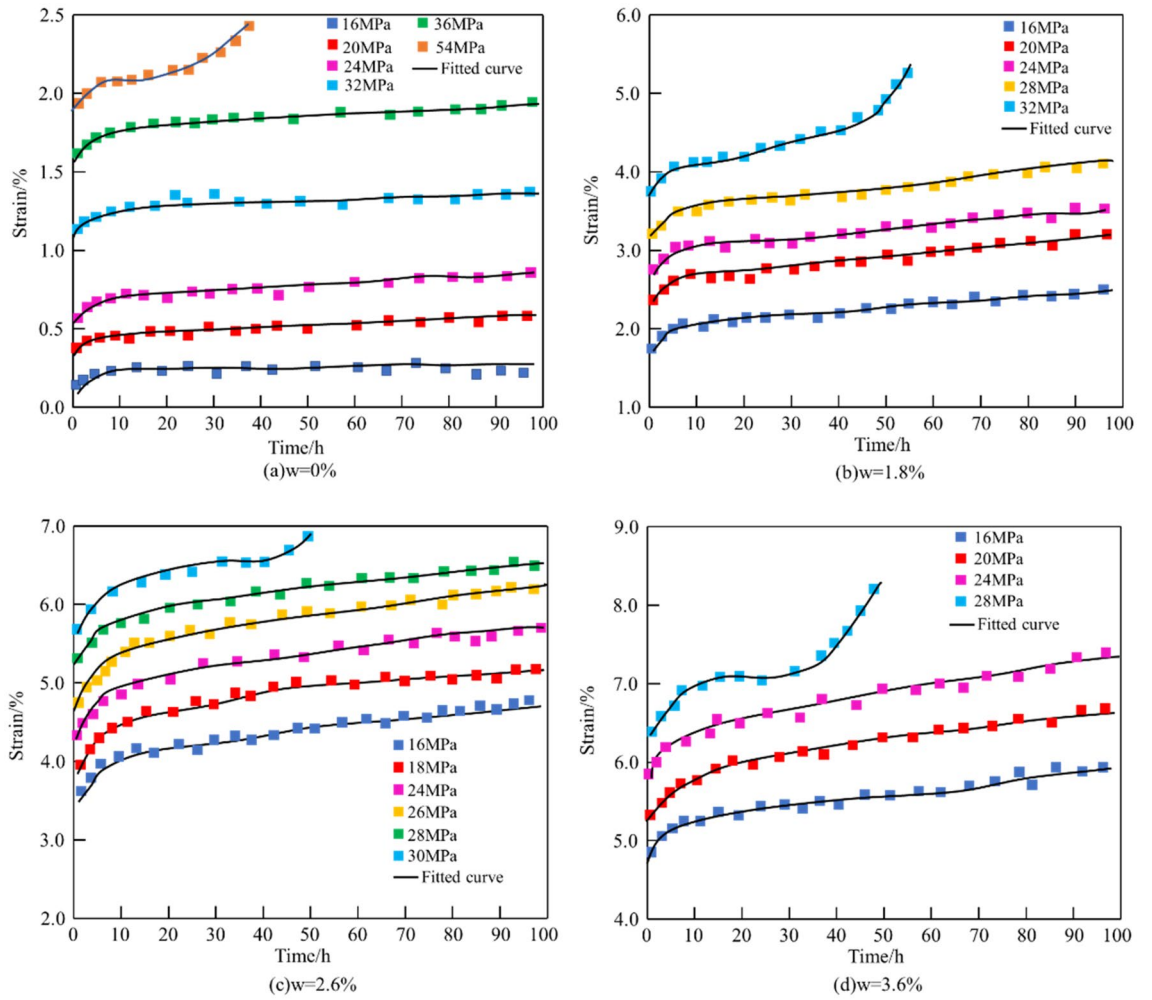 2.5
2.0
1.5
1.0
0.5
0.0
Strain/%
16MPa
36MPa
20MPa
54MPa
24MPa
Fitted curve
32MPa
0 10 20 30 40 50 60 70 80 90 100
Time/h
(a)w=0%
6.0
5.0
4.0
3.0
2.0
1.0
Strain/%
16MPa
20MPa
24MPa
28MPa
32MPa
Fitted curve
0 10 20 30 40 50 60 70 80 90 100
Time/h
(b)w=1.8%
7.0
6.0
5.0
4.0
3.0
2.0
Strain/%
16MPa
18MPa
24MPa
26MPa
28MPa
30MPa
Fitted curve
0 10 20 30 40 50 60 70 80 90 100
Time/h
(c)w=2.6%
9.0
8.0
7.0
6.0
5.0
4.0
Strain/%
16MPa
20MPa
24MPa
28MPa
Fitted curve
0 10 20 30 40 50 60 70 80 90 100
Time/h
(d)w=3.6%